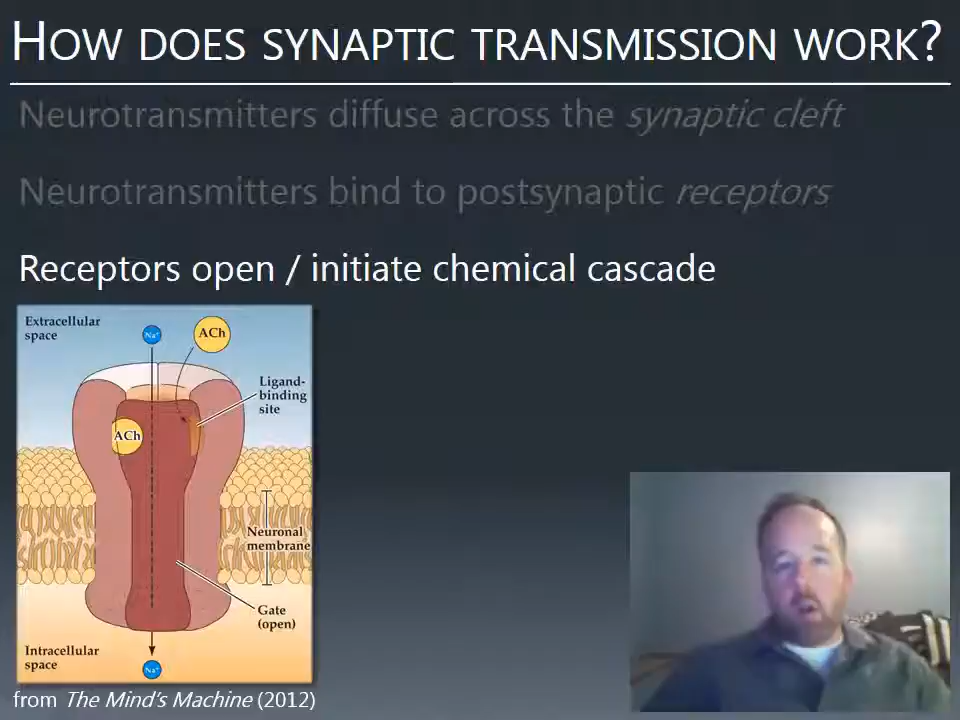 HOW DOES SYNAPTIC TRANSMISSION WORK?
Neurotransmitters diffuse across the synaptic cleft
Neurotransmitters bind to postsynaptic receptors
Receptors open / initiate chemical cascade
Extracellular
space
Na+
ACh
Ligand-
binding
site
ACh
Neuronal
membrane
Gate
(open)
Intracellular
space
Na+
from The Mind's Machine (2012)